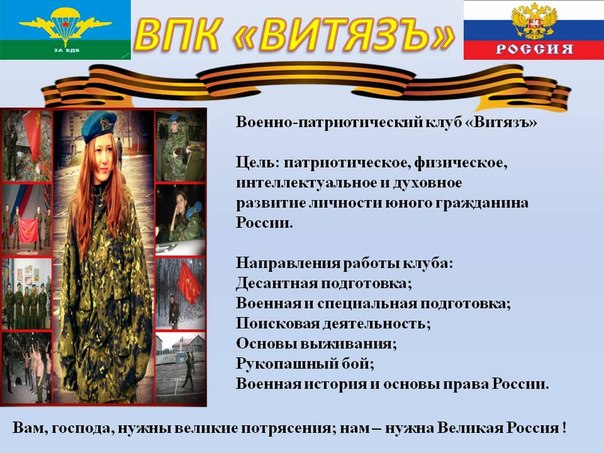 ЗА ВДВ
ВПК «ВИТЯЗЪ»
РОССИЯ
Военно-патриотический клуб «Витязъ»
Цель: патриотическое, физическое,
интеллектуальное и духовное
развитие личности юного гражданина
России.
Направления работы клуба:
Десантная подготовка;
Военная и специальная подготовка;
Поисковая деятельность;
Основы выживания;
Рукопашный бой;
Военная история и основы права России.
Вам, господа, нужны великие потрясения; нам – нужна Великая Россия !